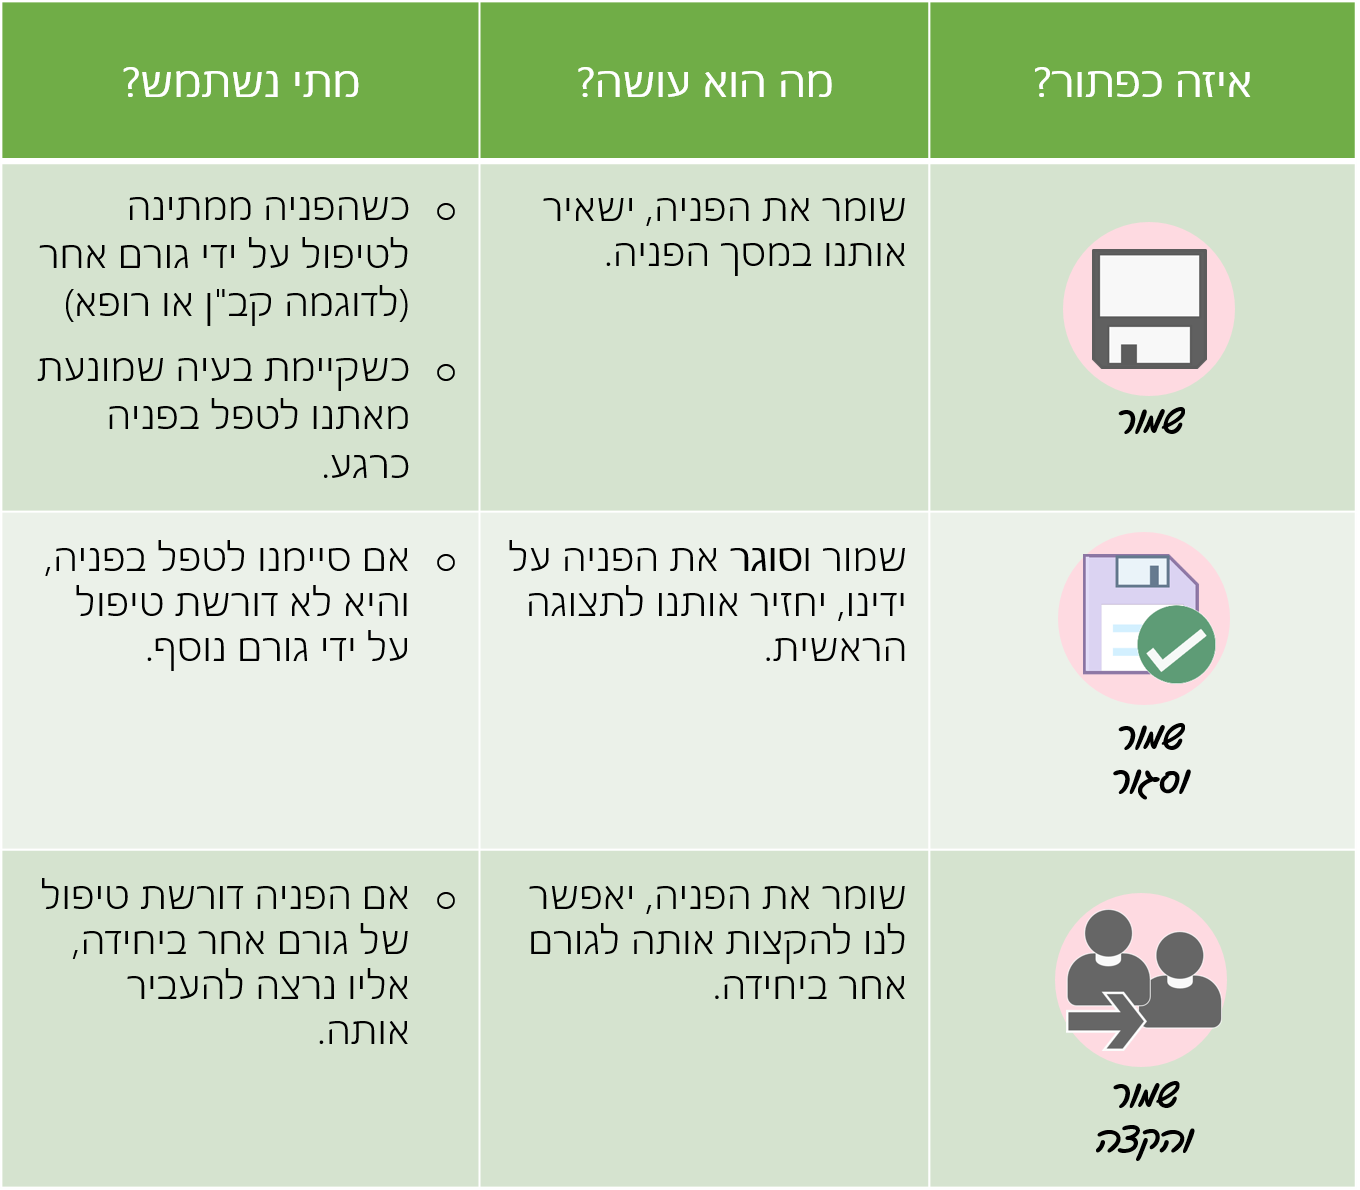 איזה כפתור?
מה הוא עושה?
מתי נשתמש?
שמור
שומר את הפניה, ישאיר
אותנו במסך הפניה.
○ כשהפניה ממתינה
לטיפול על ידי גורם אחר
(לדוגמה קב"ן או רופא)
○ כשקיימת בעיה שמונעת
מאתנו לטפל בפניה
כרגע.
שמור
וסגור
שמור וסוגר את הפניה על
ידינו, יחזיר אותנו לתצוגה
הראשית.
○ אם סיימנו לטפל בפניה,
והיא לא דורשת טיפול
על ידי גורם נוסף.
שמור
והקצה
שומר את הפניה, יאפשר
לנו להקצות אותה לגורם
אחר ביחידה.
○ אם הפניה דורשת טיפול
של גורם אחר ביחידה,
אליו נרצה להעביר
אותה.